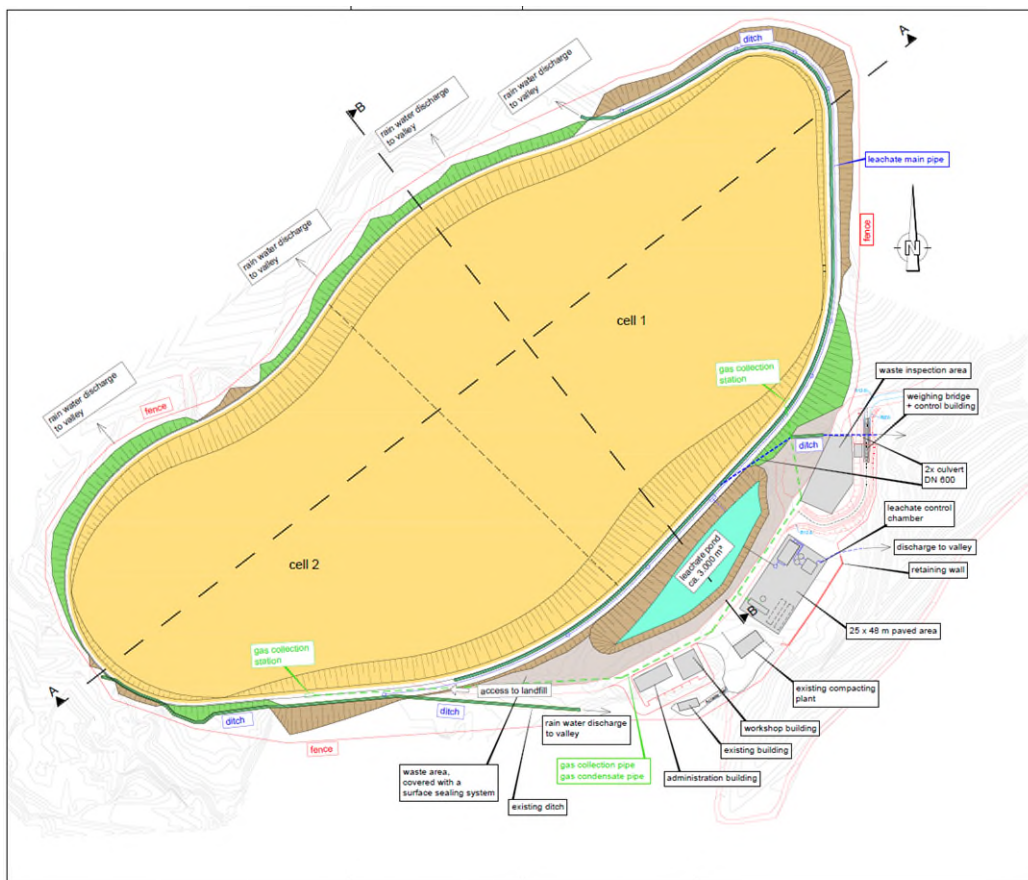 A
ditch
rain water discharge
to valley
B
rain water discharge
to valley
leachate main pipe
fence
N
rain water discharge
to valley
cell 1
gas collection
station
waste inspection area
weighing bridge
+ control building
rain water discharge
to valley
fence
ditch
2x culvert
DN 600
leachate control
chamber
discharge to valley
retaining wall
leachate pond
ca. 3.000 m³
cell 2
B
25 x 48 m paved area
gas collection
station
A
access to landfill
existing compacting
plant
ditch
ditch
rain water discharge
to valley
workshop building
fence
existing building
waste area,
covered with a
surface sealing system
gas collection pipe
gas condensate pipe
administration building
existing ditch